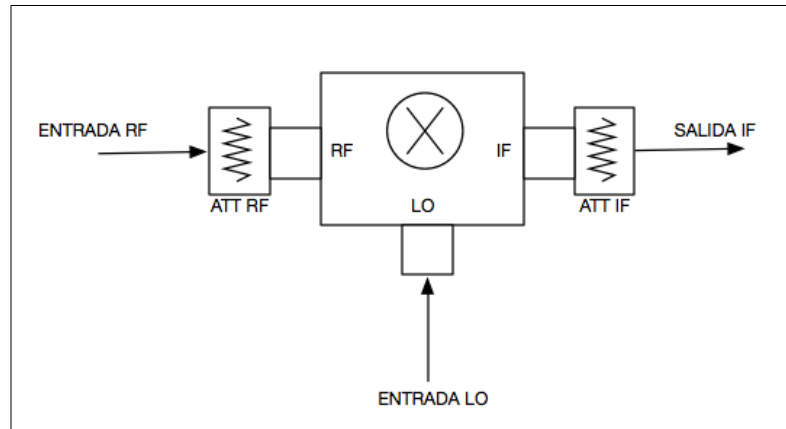 ENTRADA RF
SALIDA IF
RF
IF
ATT RF
LO
ATT IF
ENTRADA LO